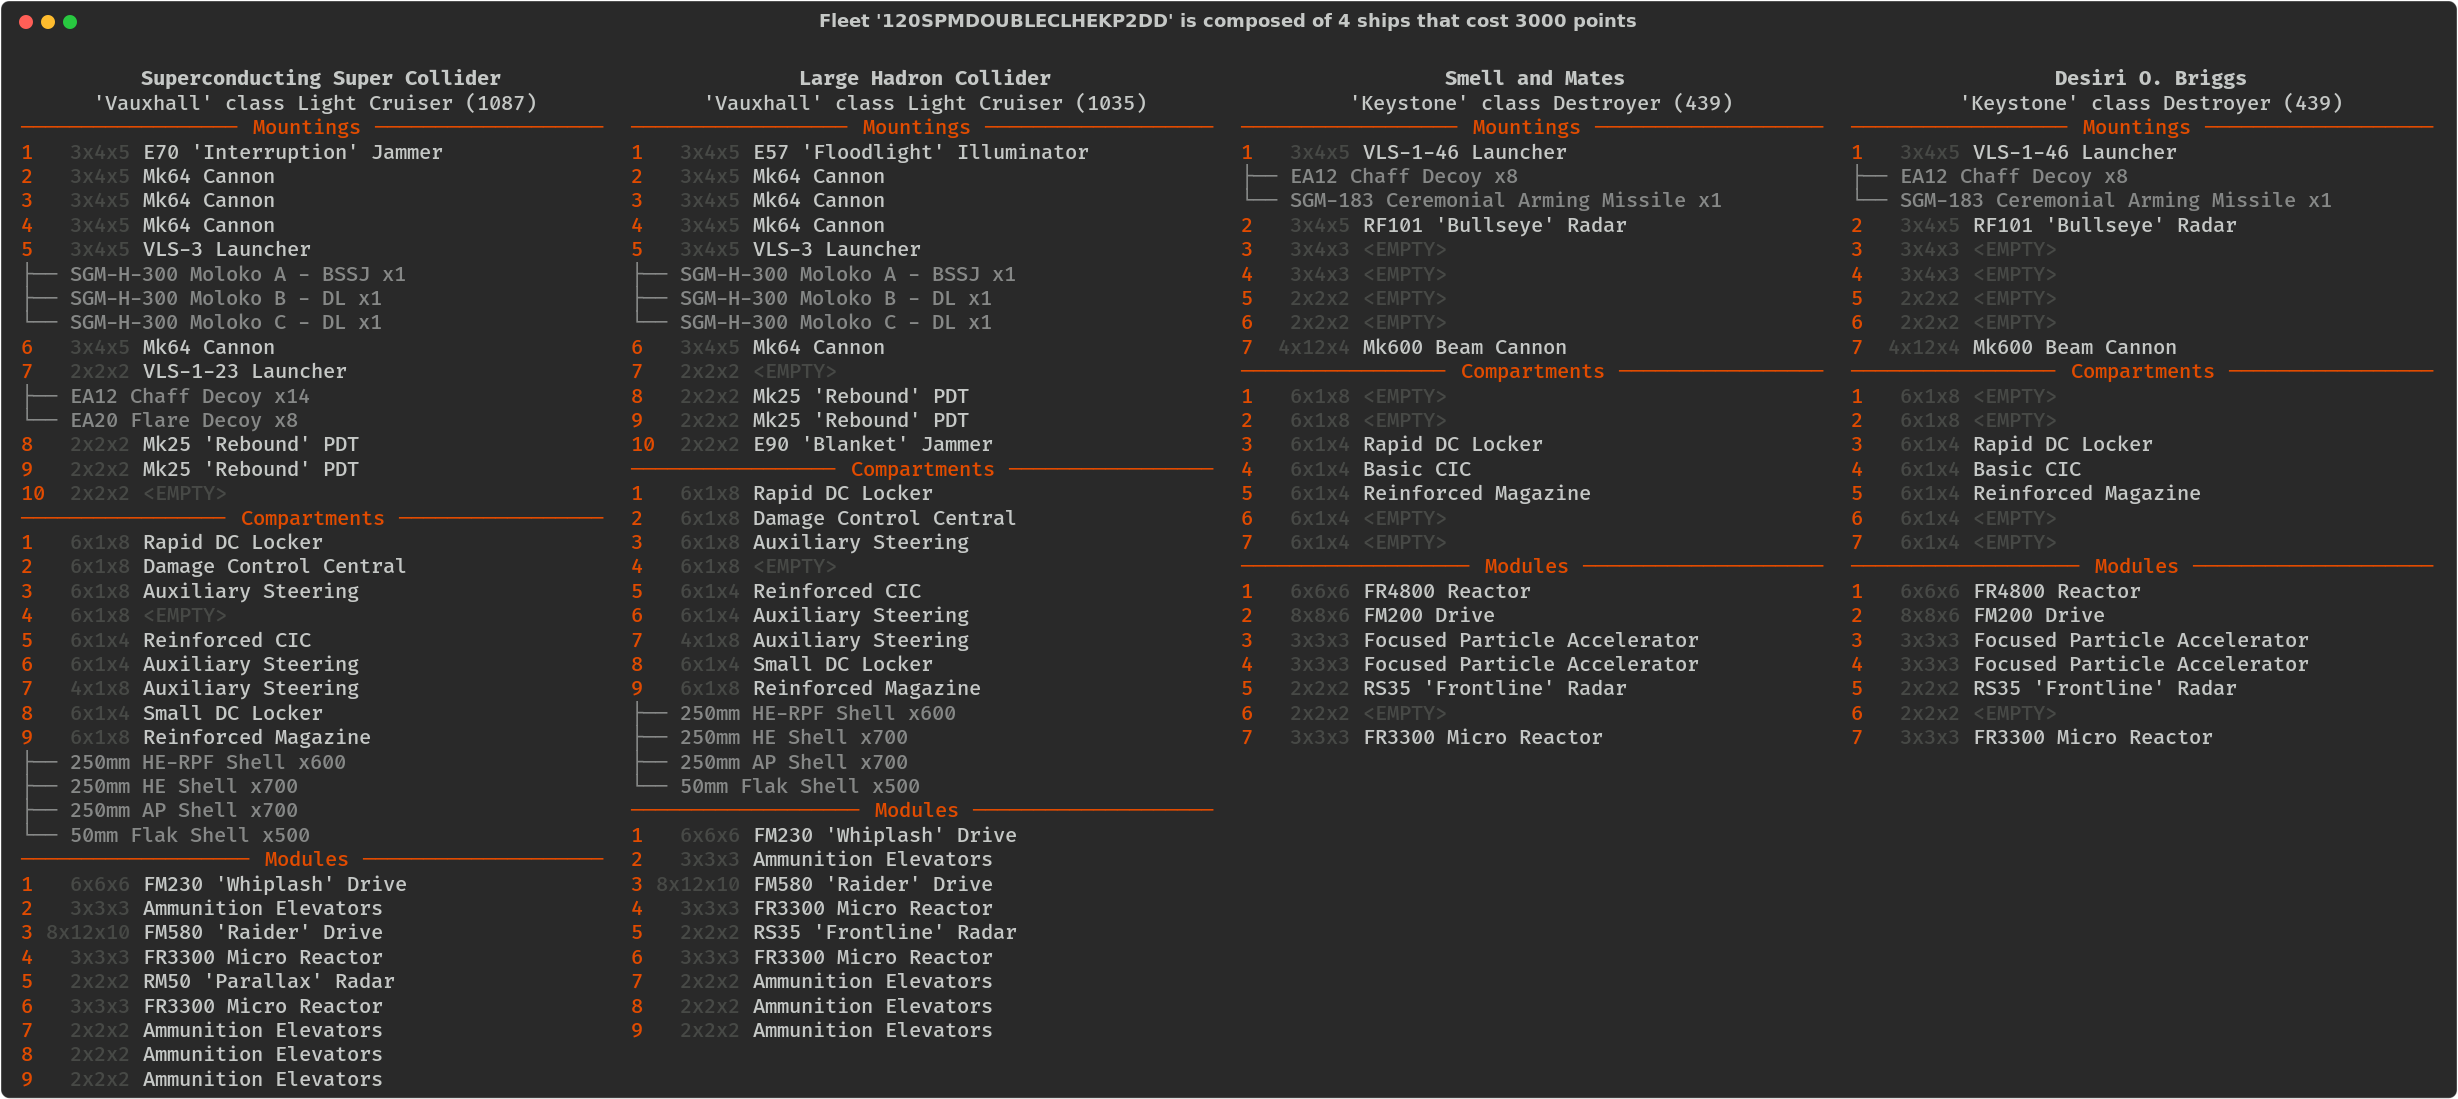 Fleet '120SPMDOUBLECLHEKP2DD' is composed of 4 ships that cost 3000 points
Superconducting Super Collider
'Vauxhall' class Light Cruiser (1087)
Mountings
1 3x4x5 E70 'Interruption' Jammer
2 3x4x5 Mk64 Cannon
3 3x4x5 Mk64 Cannon
4 3x4x5 Mk64 Cannon
5 3x4x5 VLS-3 Launcher
├── SGM-H-300 Moloko A - BSSJ x1
├── SGM-H-300 Moloko B - DL x1
└── SGM-H-300 Moloko C - DL x1
6 3x4x5 Mk64 Cannon
7 2x2x2 VLS-1-23 Launcher
├── EA12 Chaff Decoy x14
└── EA20 Flare Decoy x8
8 2x2x2 Mk25 'Rebound' PDT
9 2x2x2 Mk25 'Rebound' PDT
10 2x2x2 <EMPTY>
Compartments
1 6x1x8 Rapid DC Locker
2 6x1x8 Damage Control Central
3 6x1x8 Auxiliary Steering
4 6x1x8 <EMPTY>
5 6x1x4 Reinforced CIC
6 6x1x4 Auxiliary Steering
7 4x1x8 Auxiliary Steering
8 6x1x4 Small DC Locker
9 6x1x8 Reinforced Magazine
├── 250mm HE-RPF Shell x600
├── 250mm HE Shell x700
├── 250mm AP Shell x700
└── 50mm Flak Shell x500
Modules
1 6x6x6 FM230 'Whiplash' Drive
2 3x3x3 Ammunition Elevators
3 8x12x10 FM580 'Raider' Drive
4 3x3x3 FR3300 Micro Reactor
5 2x2x2 RM50 'Parallax' Radar
6 3x3x3 FR3300 Micro Reactor
7 2x2x2 Ammunition Elevators
8 2x2x2 Ammunition Elevators
9 2x2x2 Ammunition Elevators
Large Hadron Collider
'Vauxhall' class Light Cruiser (1035)
Mountings
1 3x4x5 E57 'Floodlight' Illuminator
2 3x4x5 Mk64 Cannon
3 3x4x5 Mk64 Cannon
4 3x4x5 Mk64 Cannon
5 3x4x5 VLS-3 Launcher
├── SGM-H-300 Moloko A - BSSJ x1
├── SGM-H-300 Moloko B - DL x1
└── SGM-H-300 Moloko C - DL x1
6 3x4x5 Mk64 Cannon
7 2x2x2 <EMPTY>
8 2x2x2 Mk25 'Rebound' PDT
9 2x2x2 Mk25 'Rebound' PDT
10 2x2x2 E90 'Blanket' Jammer
Compartments
1 6x1x8 Rapid DC Locker
2 6x1x8 Damage Control Central
3 6x1x8 Auxiliary Steering
4 6x1x8 <EMPTY>
5 6x1x4 Reinforced CIC
6 6x1x4 Auxiliary Steering
7 4x1x8 Auxiliary Steering
8 6x1x4 Small DC Locker
9 6x1x8 Reinforced Magazine
├── 250mm HE-RPF Shell x600
├── 250mm HE Shell x700
├── 250mm AP Shell x700
└── 50mm Flak Shell x500
Modules
1 6x6x6 FM230 'Whiplash' Drive
2 3x3x3 Ammunition Elevators
3 8x12x10 FM580 'Raider' Drive
4 3x3x3 FR3300 Micro Reactor
5 2x2x2 RS35 'Frontline' Radar
6 3x3x3 FR3300 Micro Reactor
7 2x2x2 Ammunition Elevators
8 2x2x2 Ammunition Elevators
9 2x2x2 Ammunition Elevators
Smell and Mates
'Keystone' class Destroyer (439)
Mountings
1 3x4x5 VLS-1-46 Launcher
├── EA12 Chaff Decoy x8
└── SGM-183 Ceremonial Arming Missile x1
2 3x4x5 RF101 'Bullseye' Radar
3 3x4x3 <EMPTY>
4 3x4x3 <EMPTY>
5 2x2x2 <EMPTY>
6 2x2x2 <EMPTY>
7 4x12x4 Mk600 Beam Cannon
Compartments
1 6x1x8 <EMPTY>
2 6x1x8 <EMPTY>
3 6x1x4 Rapid DC Locker
4 6x1x4 Basic CIC
5 6x1x4 Reinforced Magazine
6 6x1x4 <EMPTY>
7 6x1x4 <EMPTY>
Modules
1 6x6x6 FR4800 Reactor
2 8x8x6 FM200 Drive
3 3x3x3 Focused Particle Accelerator
4 3x3x3 Focused Particle Accelerator
5 2x2x2 RS35 'Frontline' Radar
6 2x2x2 <EMPTY>
7 3x3x3 FR3300 Micro Reactor
Desiri O. Briggs
'Keystone' class Destroyer (439)
Mountings
1 3x4x5 VLS-1-46 Launcher
├── EA12 Chaff Decoy x8
└── SGM-183 Ceremonial Arming Missile x1
2 3x4x5 RF101 'Bullseye' Radar
3 3x4x3 <EMPTY>
4 3x4x3 <EMPTY>
5 2x2x2 <EMPTY>
6 2x2x2 <EMPTY>
7 4x12x4 Mk600 Beam Cannon
Compartments
1 6x1x8 <EMPTY>
2 6x1x8 <EMPTY>
3 6x1x4 Rapid DC Locker
4 6x1x4 Basic CIC
5 6x1x4 Reinforced Magazine
6 6x1x4 <EMPTY>
7 6x1x4 <EMPTY>
Modules
1 6x6x6 FR4800 Reactor
2 8x8x6 FM200 Drive
3 3x3x3 Focused Particle Accelerator
4 3x3x3 Focused Particle Accelerator
5 2x2x2 RS35 'Frontline' Radar
6 2x2x2 <EMPTY>
7 3x3x3 FR3300 Micro Reactor